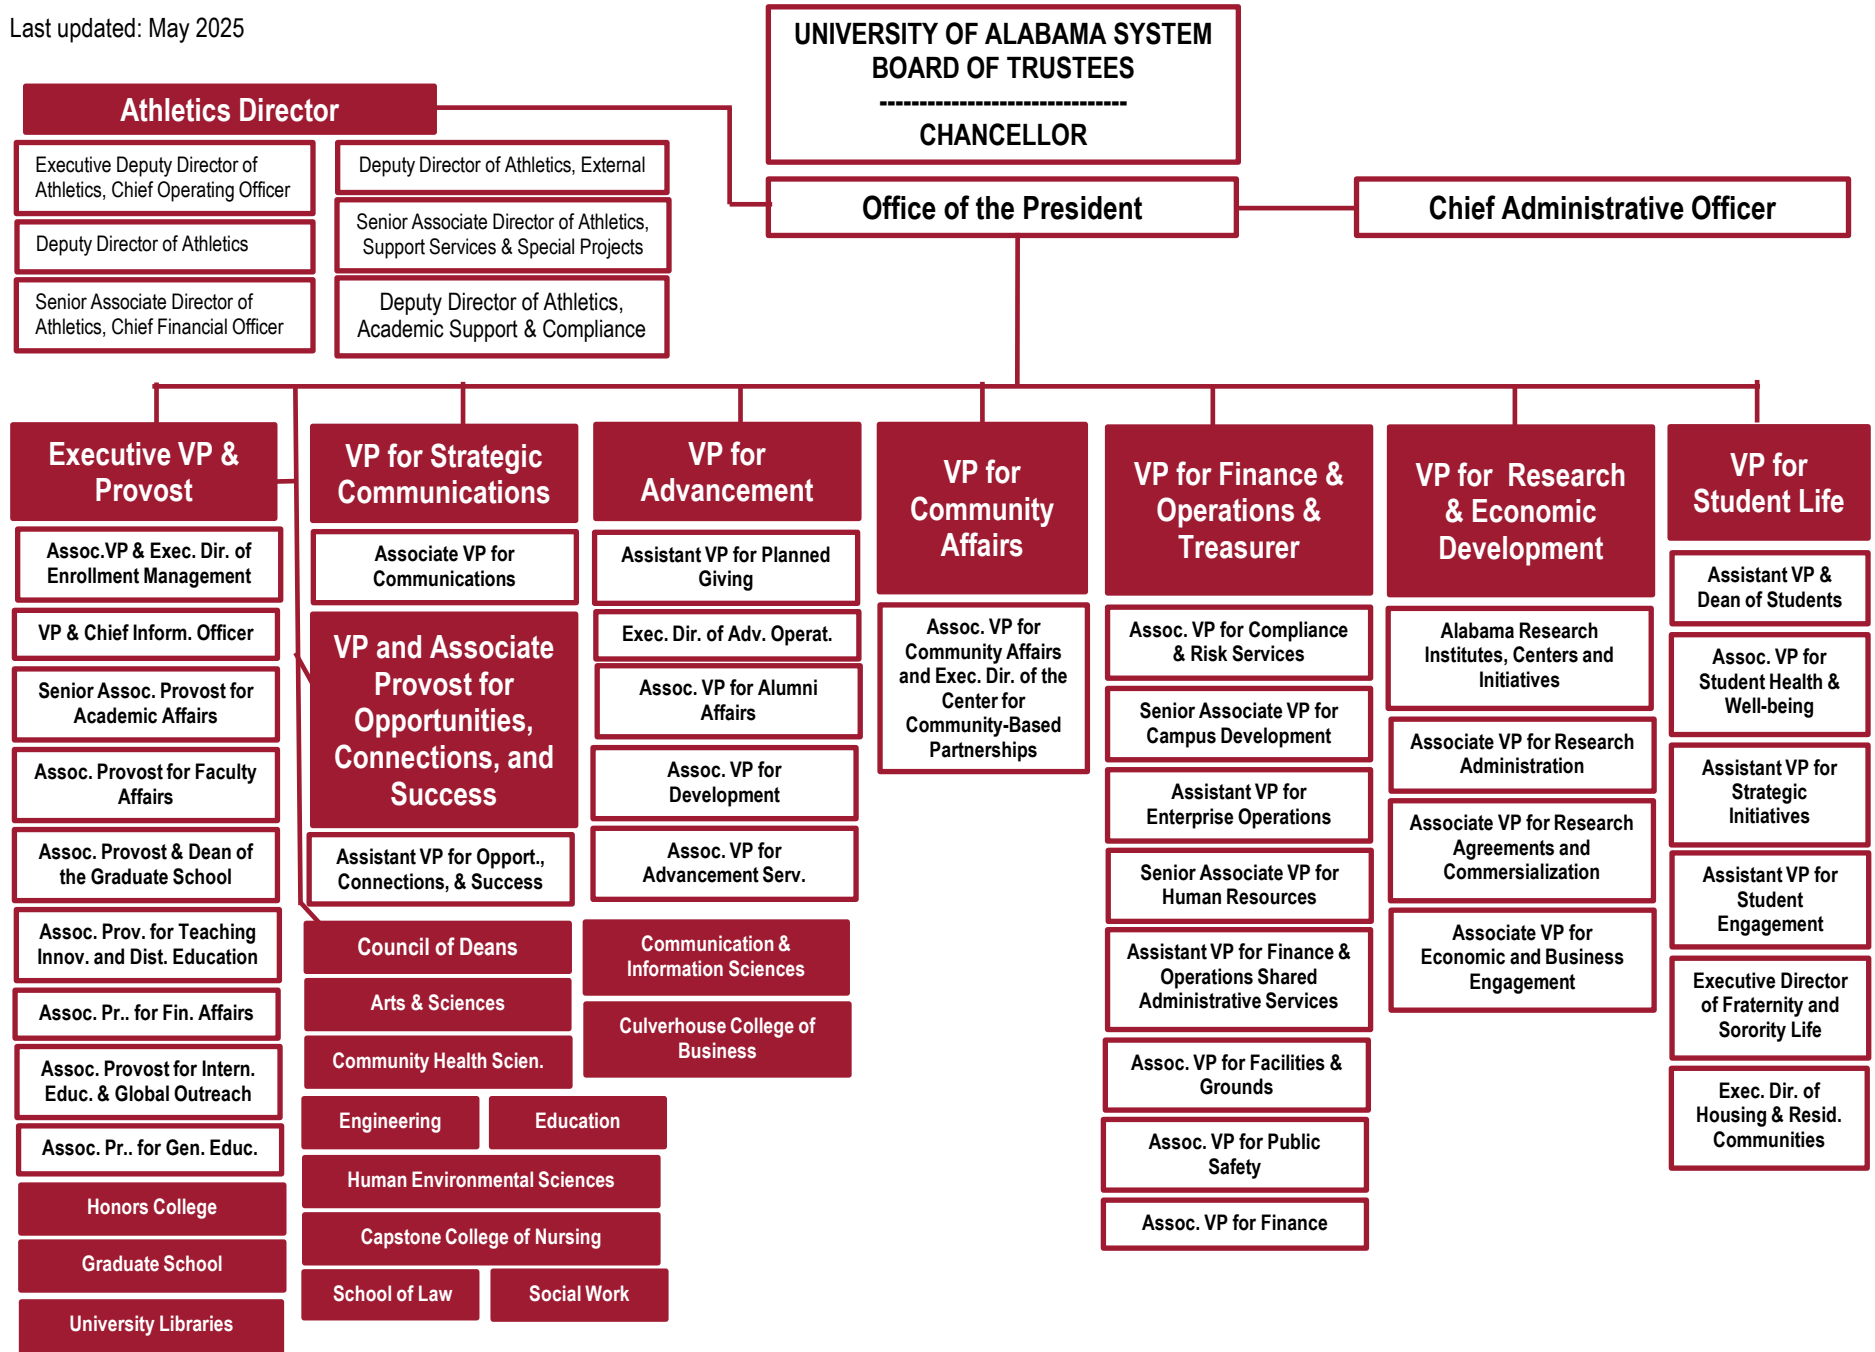 Last updated: May 2025
UNIVERSITY OF ALABAMA SYSTEM
BOARD OF TRUSTEES
-------------------------------
CHANCELLOR
Athletics Director
Executive Deputy Director of
Athletics, Chief Operating Officer
Deputy Director of Athletics
Senior Associate Director of
Athletics, Chief Financial Officer
Deputy Director of Athletics, External
Senior Associate Director of Athletics,
Support Services & Special Projects
Deputy Director of Athletics,
Academic Support & Compliance
Office of the President
Chief Administrative Officer
Executive VP &
Provost
Assoc.VP & Exec. Dir. of
Enrollment Management
VP & Chief Inform. Officer
Senior Assoc. Provost for
Academic Affairs
Assoc. Provost for Faculty
Affairs
Assoc. Provost & Dean of
the Graduate School
Assoc. Prov. for Teaching
Innov. and Dist. Education
Assoc. Pr.. for Fin. Affairs
Assoc. Provost for Intern.
Educ. & Global Outreach
Assoc. Pr.. for Gen. Educ.
Honors College
Graduate School
University Libraries
VP for Strategic
Communications
Associate VP for
Communications
VP and Associate
Provost for
Opportunities,
Connections, and
Success
Assistant VP for Opport.,
Connections, & Success
Council of Deans
Arts & Sciences
Community Health Scien.
Engineering
Education
Human Environmental Sciences
Capstone College of Nursing
School of Law
Social Work
VP for
Advancement
Assistant VP for Planned
Giving
Exec. Dir. of Adv. Operat.
Assoc. VP for Alumni
Affairs
Assoc. VP for
Development
Assoc. VP for
Advancement Serv.
Communication &
Information Sciences
Culverhouse College of
Business
VP for
Community
Affairs
Assoc. VP for
Community Affairs
and Exec. Dir. of the
Center for
Community-Based
Partnerships
VP for Finance &
Operations &
Treasurer
Assoc. VP for Compliance
& Risk Services
Senior Associate VP for
Campus Development
Assistant VP for
Enterprise Operations
Senior Associate VP for
Human Resources
Assistant VP for Finance &
Operations Shared
Administrative Services
Assoc. VP for Facilities &
Grounds
Assoc. VP for Public
Safety
Assoc. VP for Finance
VP for Research
& Economic
Development
Alabama Research
Institutes, Centers and
Initiatives
Associate VP for Research
Administration
Associate VP for Research
Agreements and
Commersialization
Associate VP for
Economic and Business
Engagement
VP for
Student Life
Assistant VP &
Dean of Students
Assoc. VP for
Student Health &
Well-being
Assistant VP for
Strategic
Initiatives
Assistant VP for
Student
Engagement
Executive Director
of Fraternity and
Sorority Life
Exec. Dir. of
Housing & Resid.
Communities